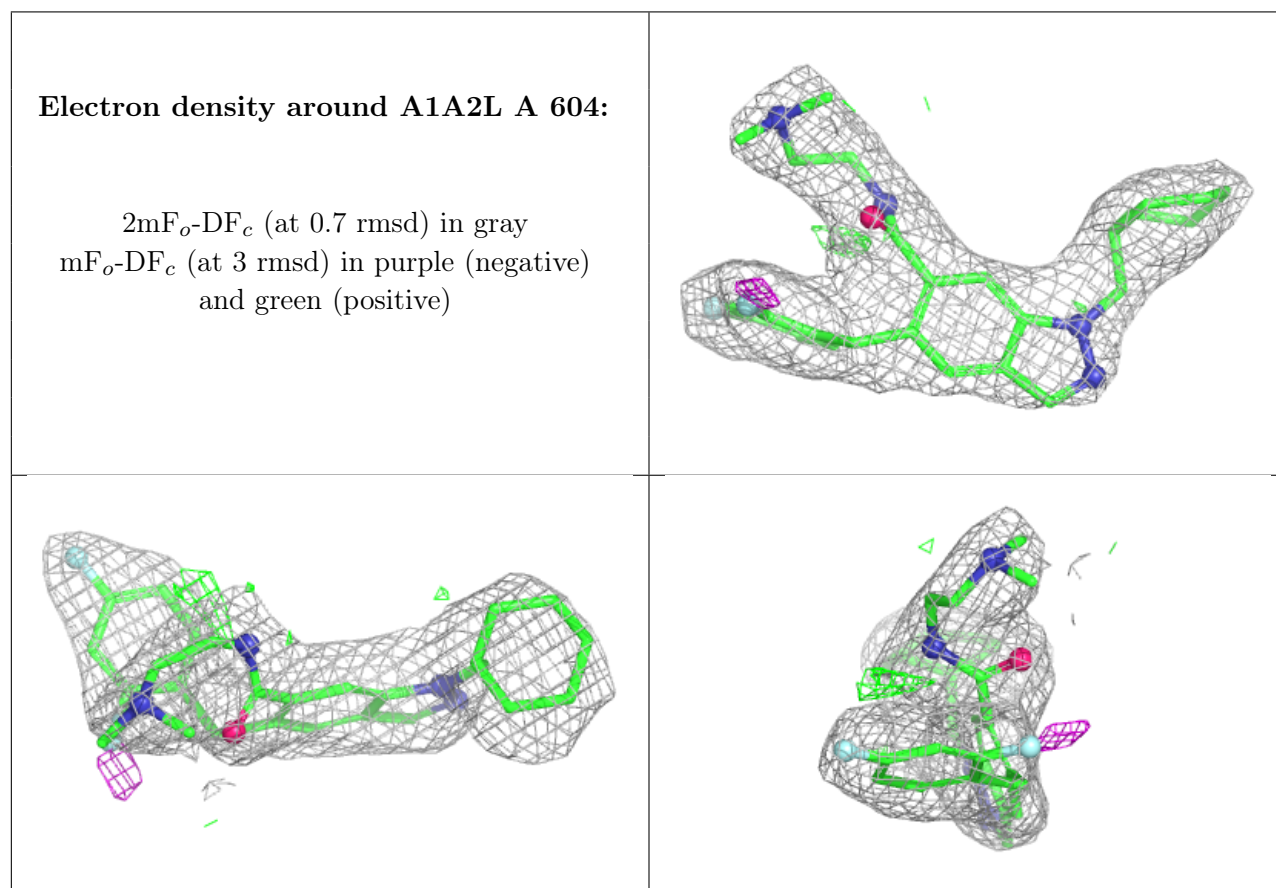 Electron density around A1A2L A 604:
2mFo-DFc (at 0.7 rmsd) in gray
mFo-DFc (at 3 rmsd) in purple (negative)
and green (positive)